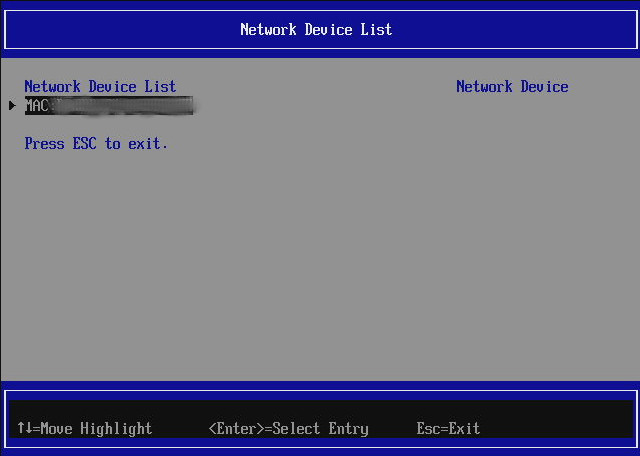 Network Device List
Network Device List
Network Device
MAC:
Press ESC to exit.
↑↓=Move Highlight <Enter>=Select Entry Esc=Exit